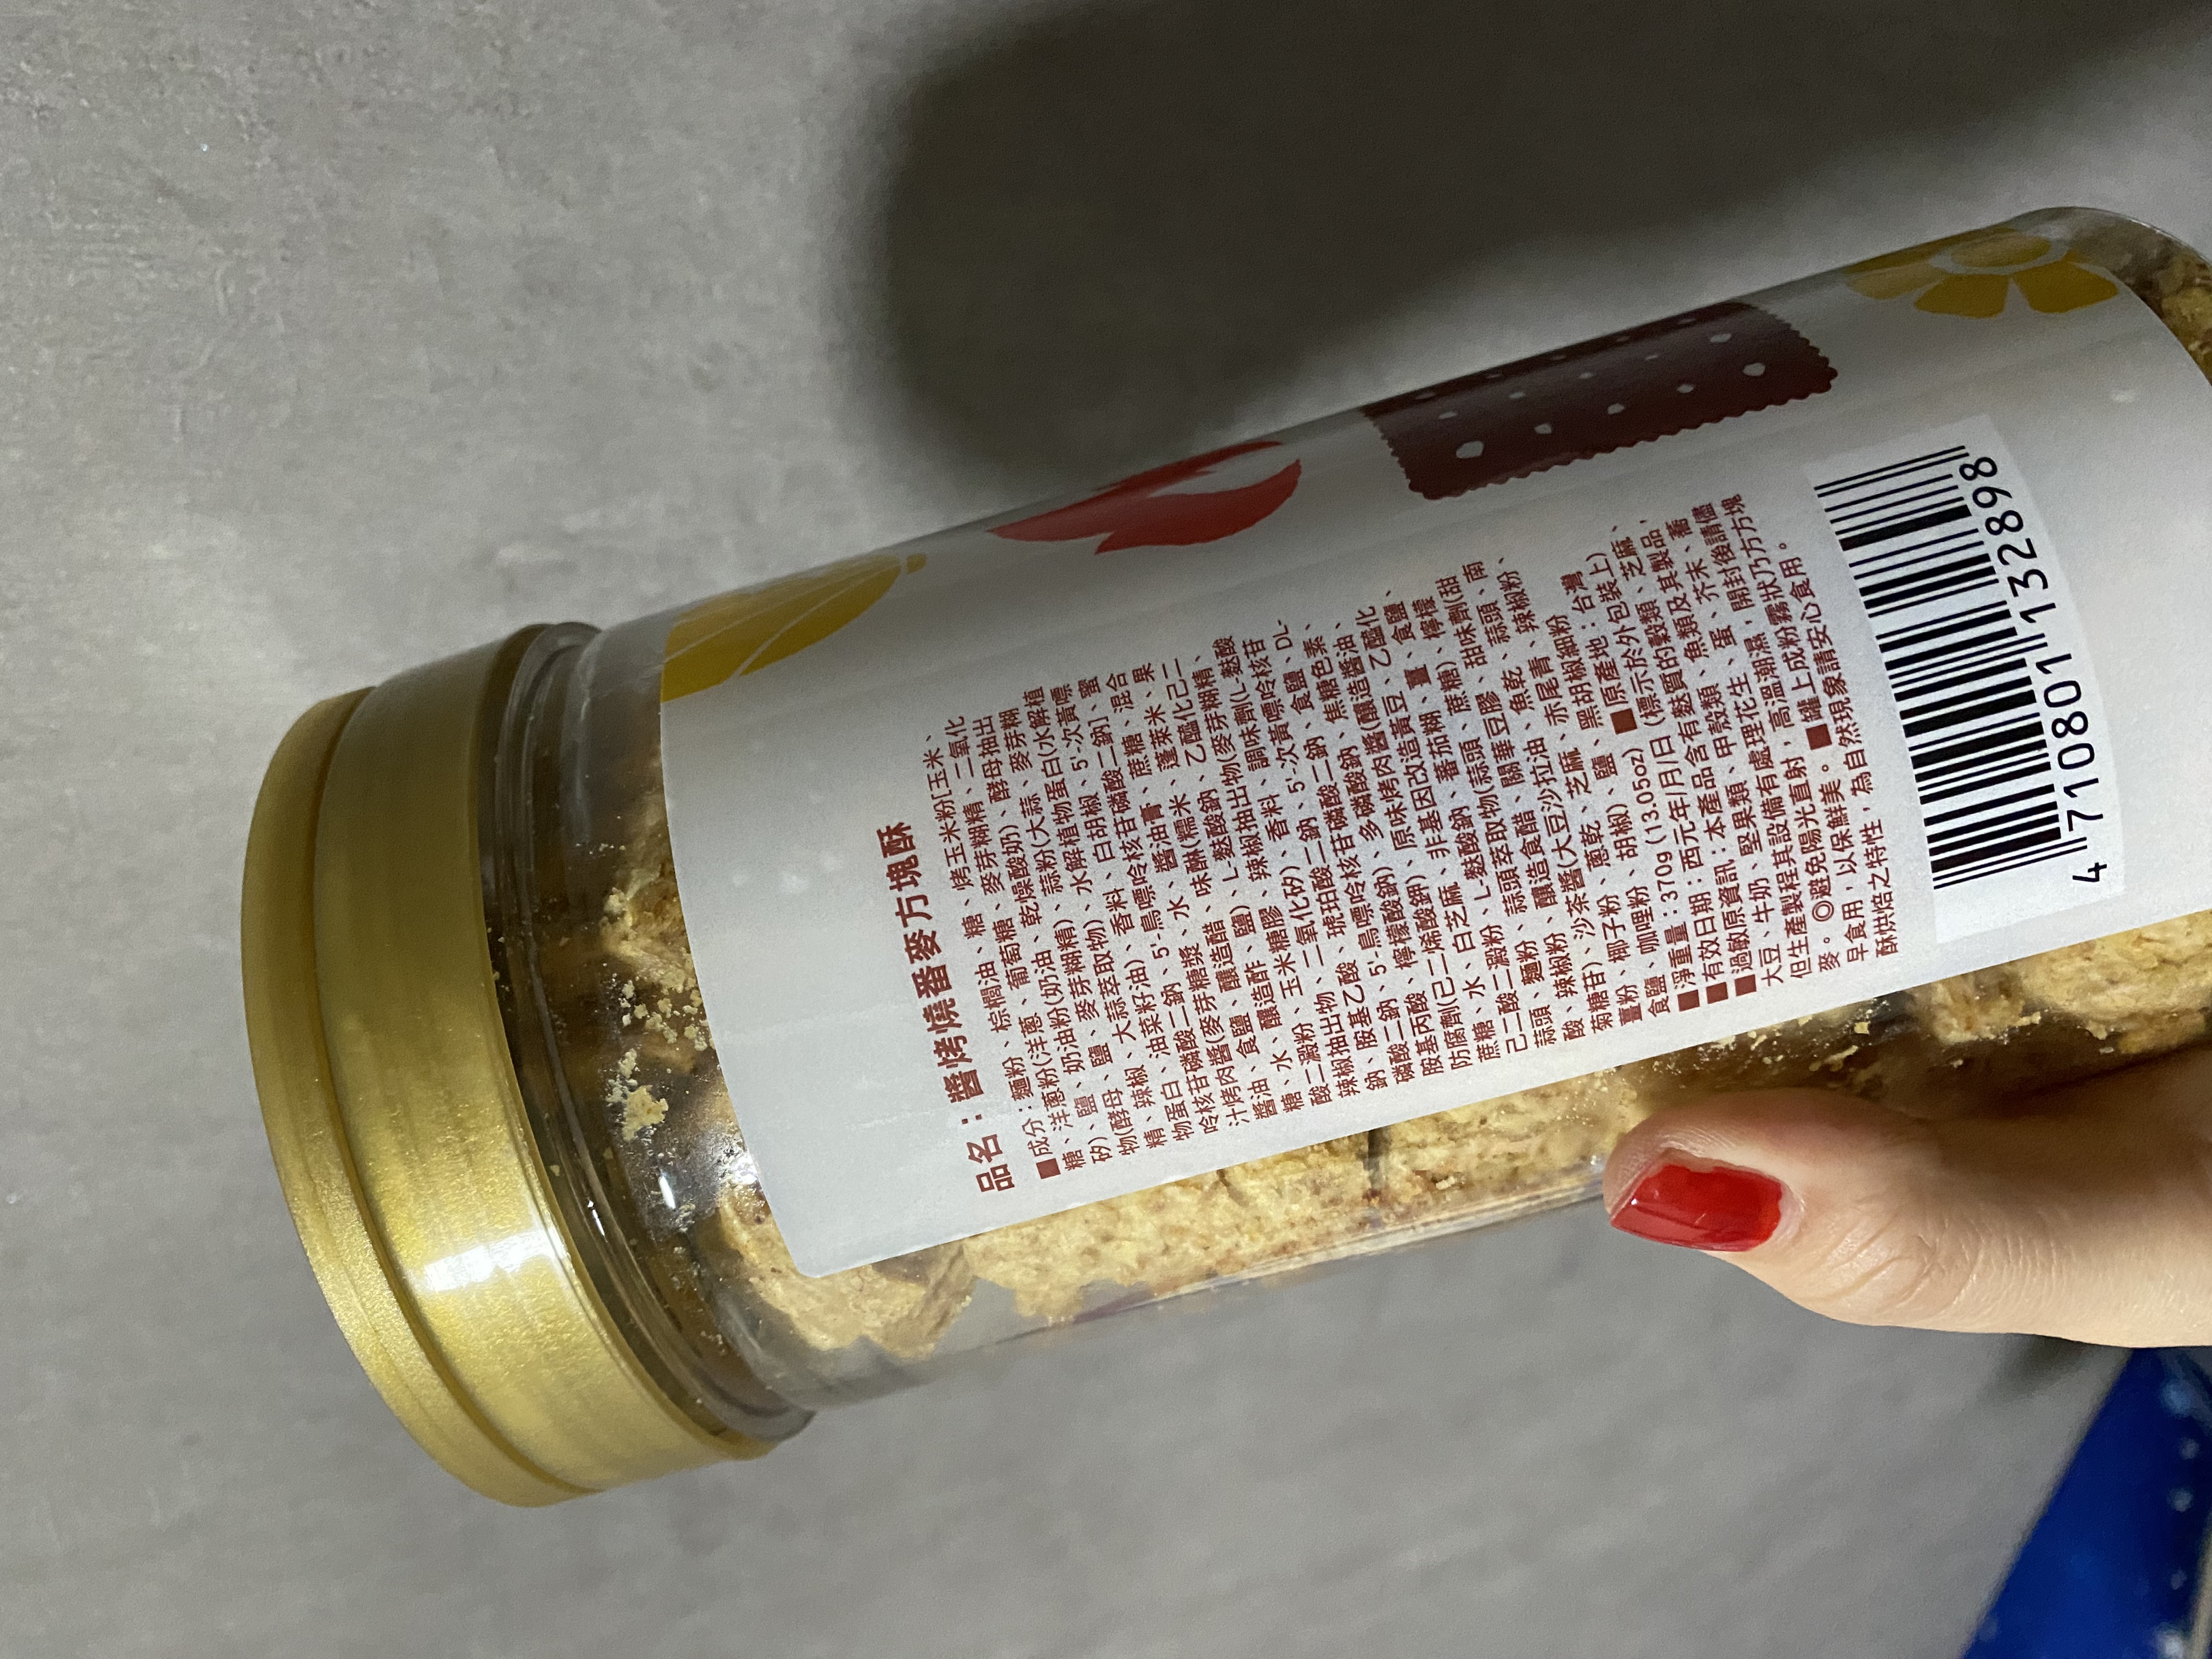 品名：醬烤燒番麥方塊酥
■成分：麵粉、棕櫚油、糖、烤玉米粉[玉米、
糖、洋蔥粉(洋蔥、葡萄糖、麥芽糊精、二氧化
矽)、鹽、奶油粉(奶油、乾燥酸奶)、酵母抽出
物(酵母、鹽、麥芽糊精)、蒜粉(大蒜、麥芽糊
精、辣椒、大蒜萃取物)、水解植物蛋白(水解植
物蛋白、油菜籽油)、香料、白胡椒、5'-次黃嘌
呤核苷磷酸二鈉、5'-鳥嘌呤核苷磷酸二鈉]、蜜
汁烤肉醬(麥芽糖漿、水、醬油膏、蔗糖、混合
醬油、食鹽、釀造醋、味醂(糯米、蓬萊米、果
糖、水、釀造酢、鹽)、L-麩酸鈉、乙醯化己二
酸二澱粉、玉米糖膠、辣椒抽出物(麥芽糊精、
辣椒抽出物、二氧化矽)、香料、調味劑(L-麩酸
鈉、胺基乙酸、琥珀酸二鈉、5'-次黃嘌呤核苷
磷酸二鈉、5'-鳥嘌呤核苷磷酸二鈉、食鹽、DL-
胺基丙酸、檸檬酸鈉)、多磷酸鈉、焦糖色素、
防腐劑(己二烯酸鉀)、原味烤肉醬(釀造醬油、
蔗糖、水、白芝麻、非基因改造黃豆、乙醯化
己二酸二澱粉、L-麩酸鈉、蕃茄糊、薑、食鹽、
蒜頭、麵粉、蒜頭萃取物(蒜頭、蔗糖)、檸檬
酸、辣椒粉、釀造食醋、關華豆膠、甜味劑(甜
菊糖苷)、沙茶醬(大豆沙拉油、魚乾、蒜頭、南
薑粉、椰子粉、蔥乾、芝麻、赤尾青、辣椒粉、
食鹽、咖哩粉、胡椒)、鹽、黑胡椒細粉
■淨重量：370g (13.05oz) ■原產地：台灣
■有效日期：西元年/月/日 (標示於外包裝上)
■過敏原資訊：本產品含有麩質的穀類、芝麻、
大豆、牛奶、堅果類、甲殼類、魚類及其製品，
但生產製程其設備有處理花生、蛋、芥末、蕎
麥。◎避免陽光直射，高溫潮濕，開封後請儘
早食用，以保鮮美。■罐上成粉霧狀乃方塊
酥烘焙之特性，為自然現象請安心食用。
4 710801 132898